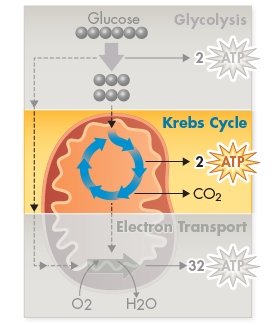 Glucose
Glycolysis
2 ATP
Krebs Cycle
2 ATP
CO2
Electron Transport
32 ATP
O2
H2O